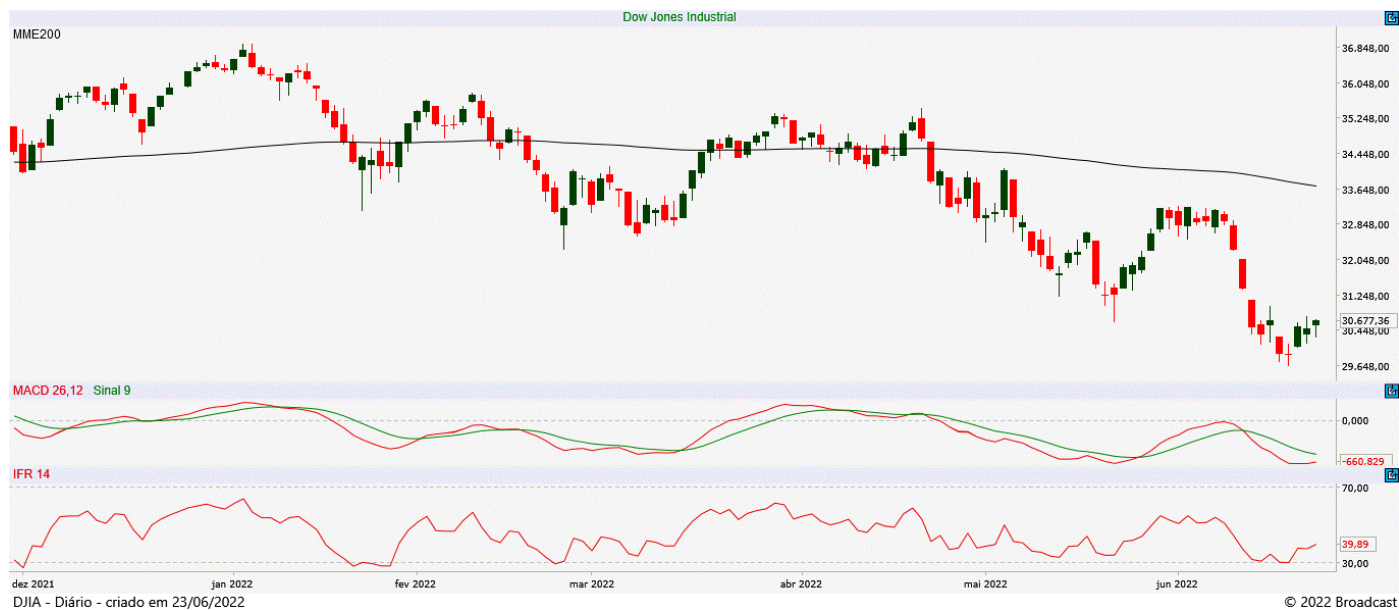 Dow Jones Industrial
MME200
36.848,00
36.048,00
35.248,00
34.448,00
33.648,00
32.848,00
32.048,00
31.248,00
30.677,36
30.448,00
29.648,00
MACD 26,12 Sinal 9
0,000
-660.829
IFR 14
70,00
39,89
30,00
dez 2021 jan 2022 fev 2022 mar 2022 abr 2022 mai 2022 jun 2022
DJIA - Diário - criado em 23/06/2022 © 2022 Broadcast